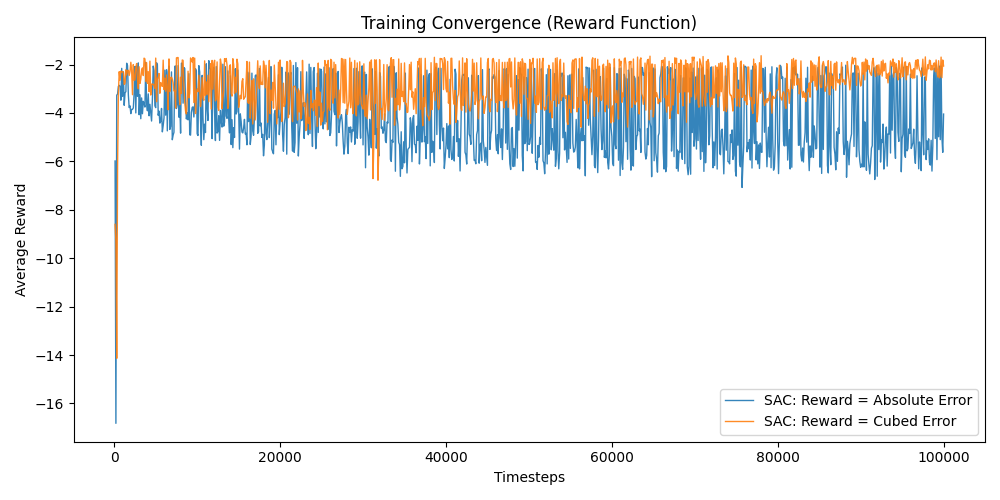 Training Convergence (Reward Function)
Average Reward
−2
−4
−6
−8
−10
−12
−14
−16
SAC: Reward = Absolute Error
SAC: Reward = Cubed Error
0
20000
40000
60000
80000
100000
Timesteps